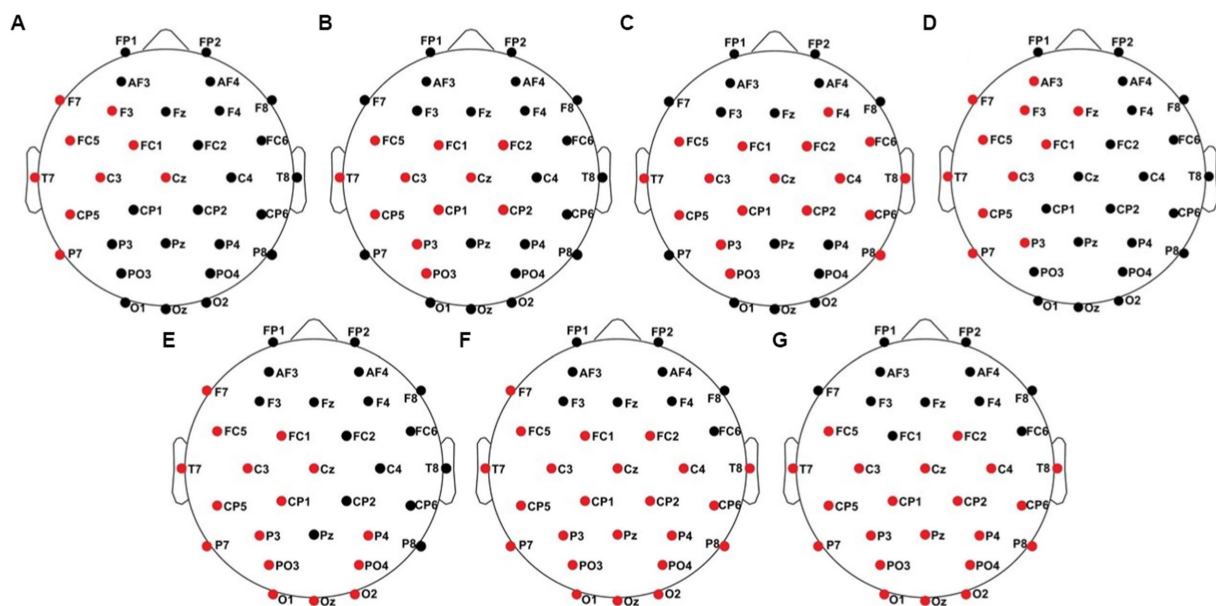 A B C D
FP1 FP2 FP1 FP2 FP1 FP2 FP1 FP2
AF3 AF4 AF3 AF4 AF3 AF4 AF3 AF4
F7 F3 Fz F4 F8 F7 F3 Fz F4 F8 F7 F3 Fz F4 F8 F7 F3 Fz F4 F8
FC5 FC1 FC2 FC6 FC5 FC1 FC2 FC6 FC5 FC1 FC2 FC6 FC5 FC1 FC2 FC6
T7 C3 Cz C4 T8 T7 C3 Cz C4 T8 T7 C3 Cz C4 T8 T7 C3 Cz C4 T8
CP5 CP1 CP2 CP6 CP5 CP1 CP2 CP6 CP5 CP1 CP2 CP6 CP5 CP1 CP2 CP6
P7 P3 Pz P4 P8 P7 P3 Pz P4 P8 P7 P3 Pz P4 P8 P7 P3 Pz P4 P8
PO3 PO4 PO3 PO4 PO3 PO4 PO3 PO4
O1 Oz O2 O1 Oz O2 O1 Oz O2 O1 Oz O2
E F G
FP1 FP2 FP1 FP2 FP1 FP2
AF3 AF4 AF3 AF4 AF3 AF4
F7 F3 Fz F4 F8 F7 F3 Fz F4 F8 F7 F3 Fz F4 F8
FC5 FC1 FC2 FC6 FC5 FC1 FC2 FC6 FC5 FC1 FC2 FC6
T7 C3 Cz C4 T8 T7 C3 Cz C4 T8 T7 C3 Cz C4 T8
CP5 CP1 CP2 CP6 CP5 CP1 CP2 CP6 CP5 CP1 CP2 CP6
P7 P3 Pz P4 P8 P7 P3 Pz P4 P8 P7 P3 Pz P4 P8
PO3 PO4 PO3 PO4 PO3 PO4
O1 Oz O2 O1 Oz O2 O1 Oz O2